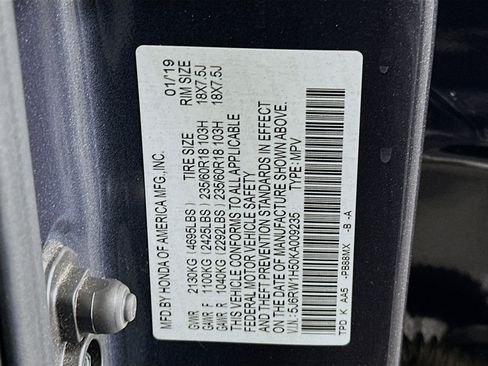 MFD BY HONDA OF AMERICA MFG.,INC. 01/19
TIRE SIZE RIM SIZE
GVWR 2130KG (4695LBS)
GAWR F 1100KG (2425LBS) 235/60R18 103H 18X7.5J
GAWR R 1040KG (2292LBS) 235/60R18 103H 18X7.5J
THIS VEHICLE CONFORMS TO ALL APPLICABLE
FEDERAL MOTOR VEHICLE SAFETY
AND THEFT PREVENTION STANDARDS IN EFFECT
ON THE DATE OF MANUFACTURE SHOWN ABOVE.
V.I.N.: 5J6RW1H50KA009235 TYPE: MPV
TPD K AA5 -PB88MX -B -A